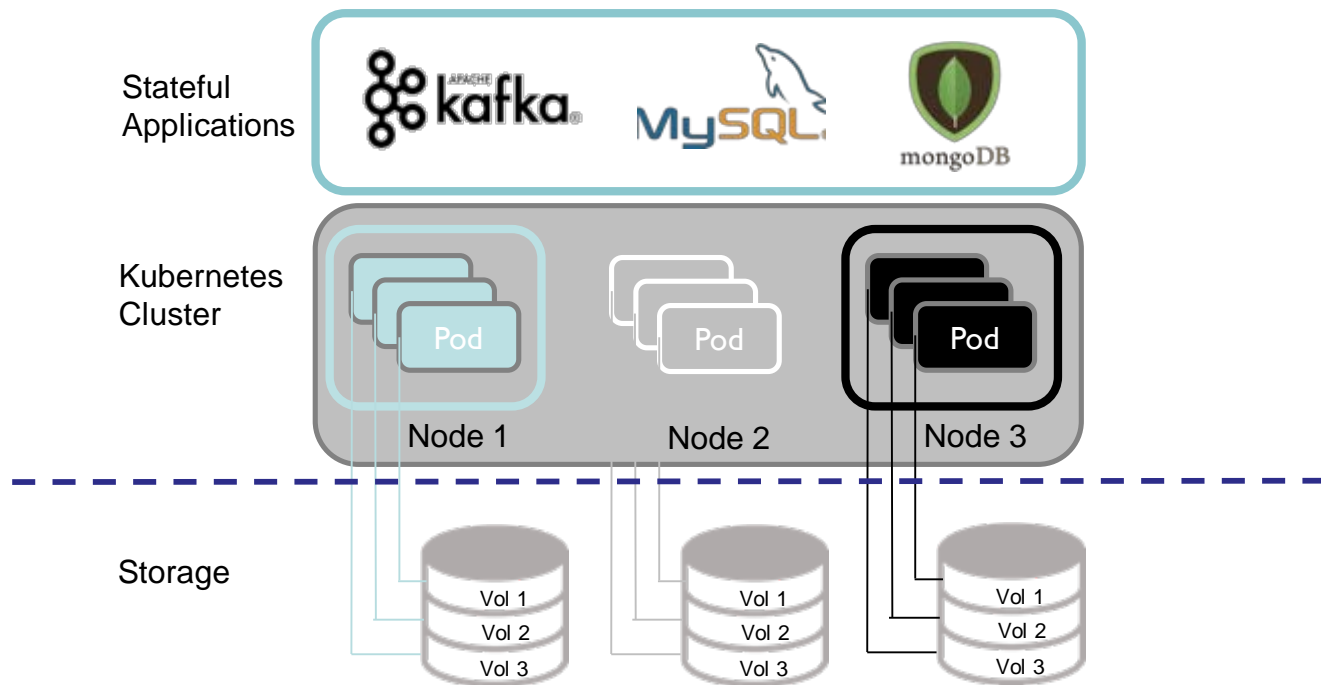 Stateful
Applications
APACHE
kafka®
MySQL
mongoDB
Kubernetes
Cluster
Pod
Pod
Pod
Node 1
Node 2
Node 3
Storage
Vol 1
Vol 2
Vol 3
Vol 1
Vol 2
Vol 3
Vol 1
Vol 2
Vol 3